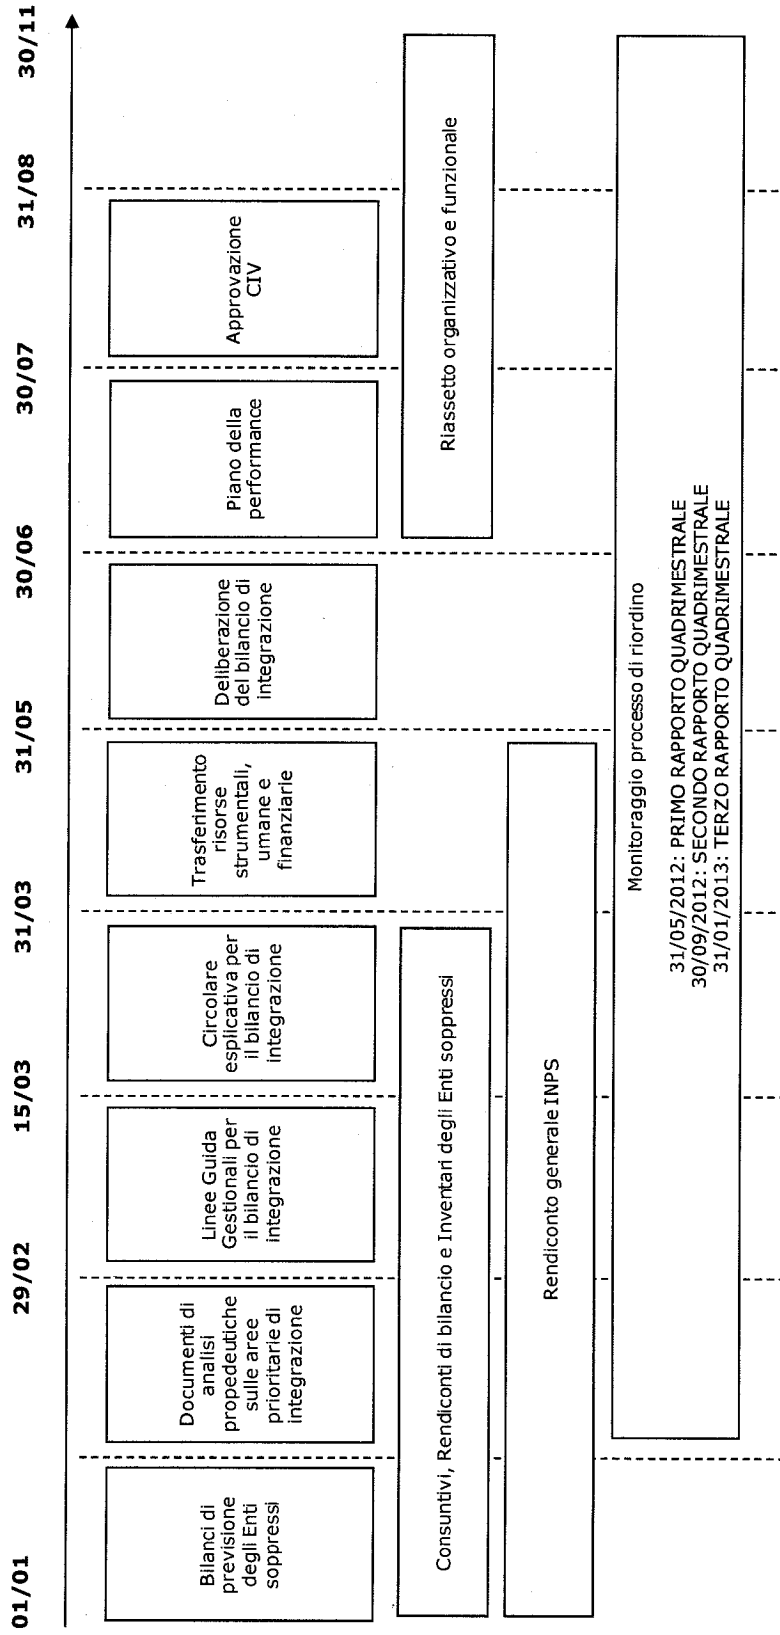 01/01
29/02
15/03
31/03
31/05
30/06
30/07
31/08
30/11
Bilanci di
previsione
degli Enti
soppressi
Documenti di
analisi
propedeutiche
sulle aree
prioritarie di
integrazione
Linee Guida
Gestionali per
il bilancio di
integrazione
Circolare
esplicativa per
il bilancio di
integrazione
Trasferimento
risorse
strumentali,
umane e
finanziarie
Deliberazione
del bilancio di
integrazione
Piano della
performance
Approvazione
CIV
Consuntivi, Rendiconti di bilancio e Inventari degli Enti soppressi
Riassetto organizzativo e funzionale
Rendiconto generale INPS
Monitoraggio processo di riordino
31/05/2012: PRIMO RAPPORTO QUADRIMESTRALE
30/09/2012: SECONDO RAPPORTO QUADRIMESTRALE
31/01/2013: TERZO RAPPORTO QUADRIMESTRALE